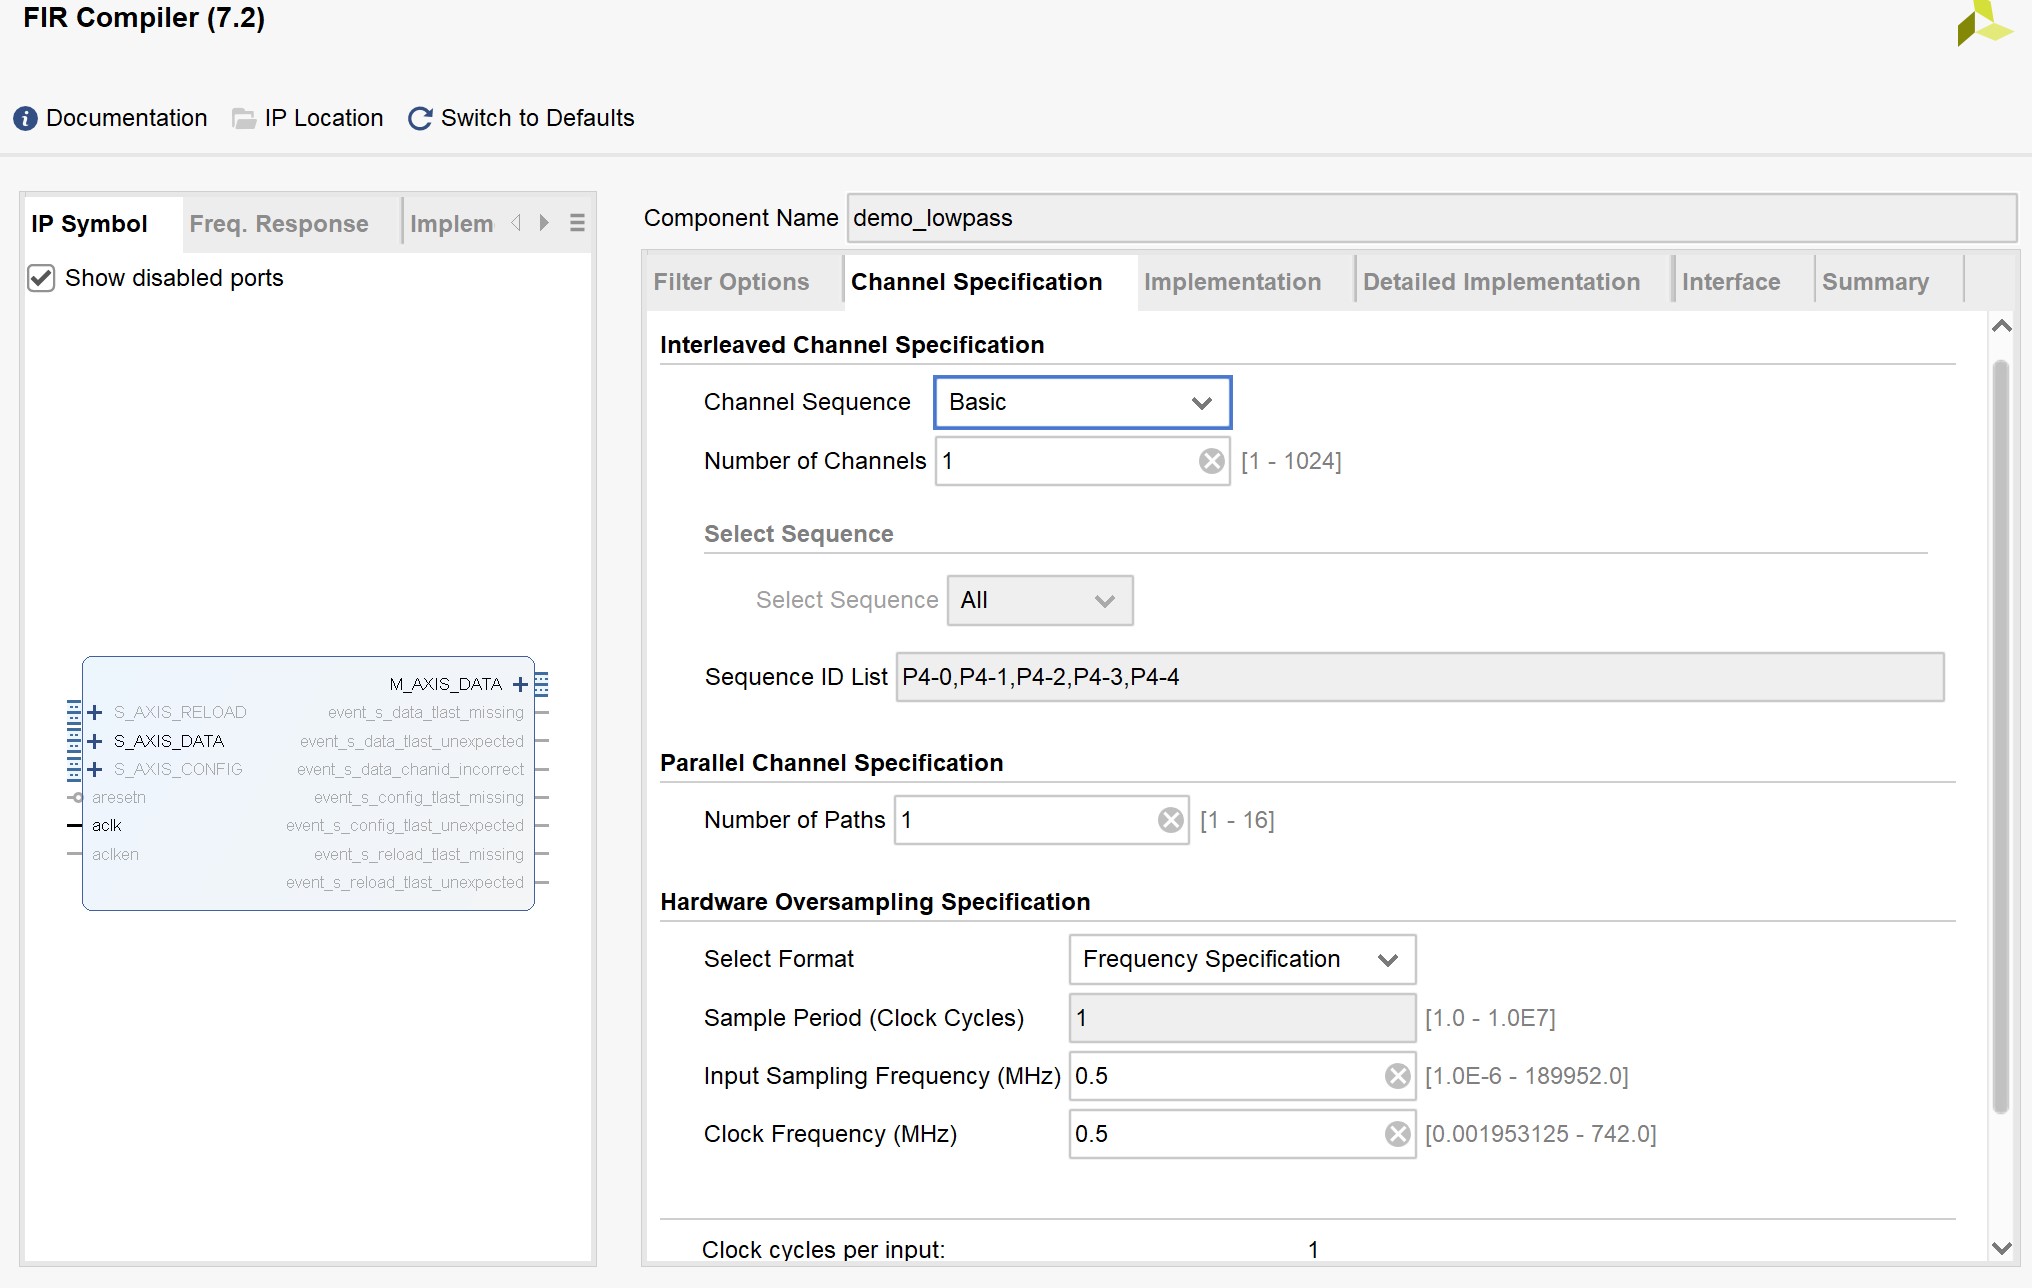 FIR Compiler (7.2)
Documentation IP Location Switch to Defaults
IP Symbol Freq. Response Implem
Show disabled ports
M_AXIS_DATA
S_AXIS_RELOAD event_s_data_tlast_missing
S_AXIS_DATA event_s_data_tlast_unexpected
S_AXIS_CONFIG event_s_data_chanid_incorrect
aresetn event_s_config_tlast_missing
aclk event_s_config_tlast_unexpected
aclken event_s_reload_tlast_missing
event_s_reload_tlast_unexpected
Component Name demo_lowpass
Filter Options Channel Specification Implementation Detailed Implementation Interface Summary
Interleaved Channel Specification
Channel Sequence Basic
Number of Channels 1 [1 - 1024]
Select Sequence
Select Sequence All
Sequence ID List P4-0,P4-1,P4-2,P4-3,P4-4
Parallel Channel Specification
Number of Paths 1 [1 - 16]
Hardware Oversampling Specification
Select Format Frequency Specification
Sample Period (Clock Cycles) 1 [1.0 - 1.0E7]
Input Sampling Frequency (MHz) 0.5 [1.0E-6 - 189952.0]
Clock Frequency (MHz) 0.5 [0.001953125 - 742.0]
Clock cycles per input: 1